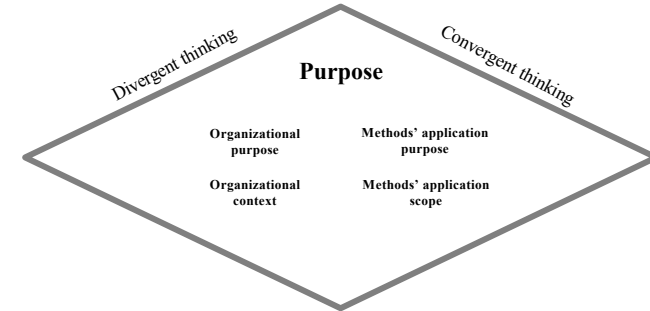 Divergent thinking
Convergent thinking
Purpose
Organizational
purpose
Methods’ application
purpose
Organizational
context
Methods’ application
scope